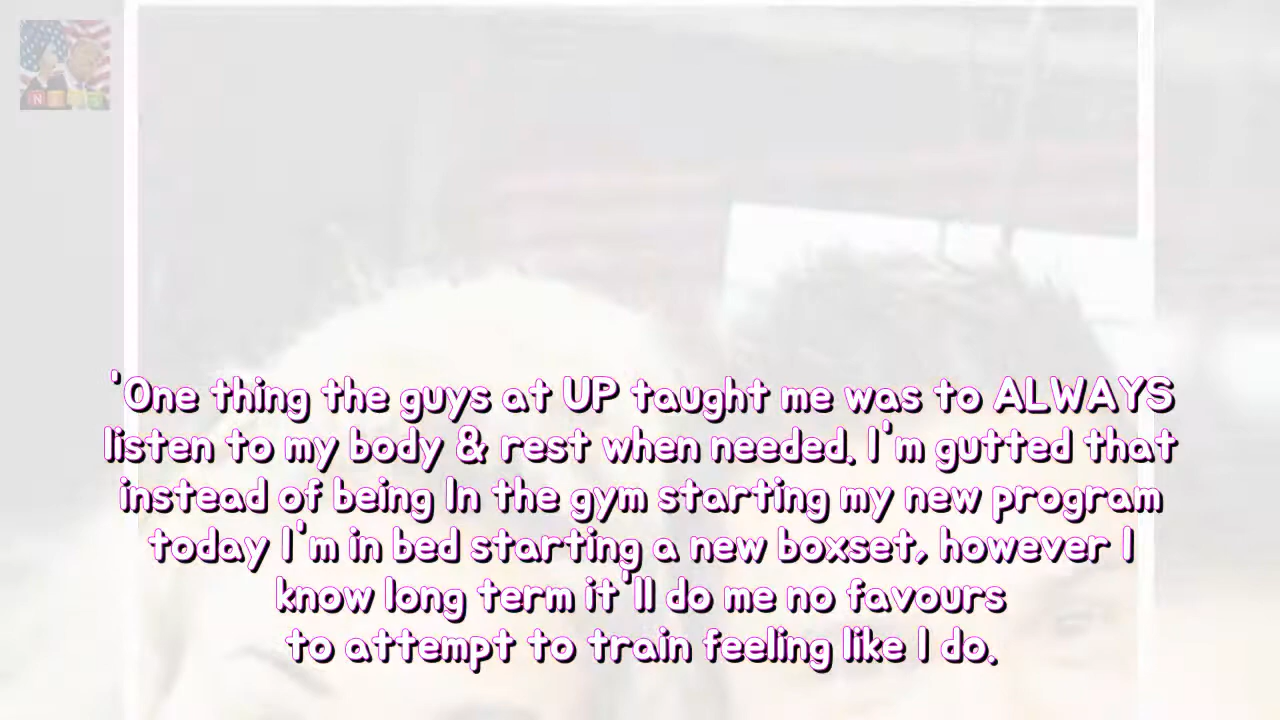 'One thing the guys at UP taught me was to ALWAYS
listen to my body & rest when needed. I'm gutted that
instead of being In the gym starting my new program
today I'm in bed starting a new boxset, however I
know long term it'll do me no favours
to attempt to train feeling like I do.